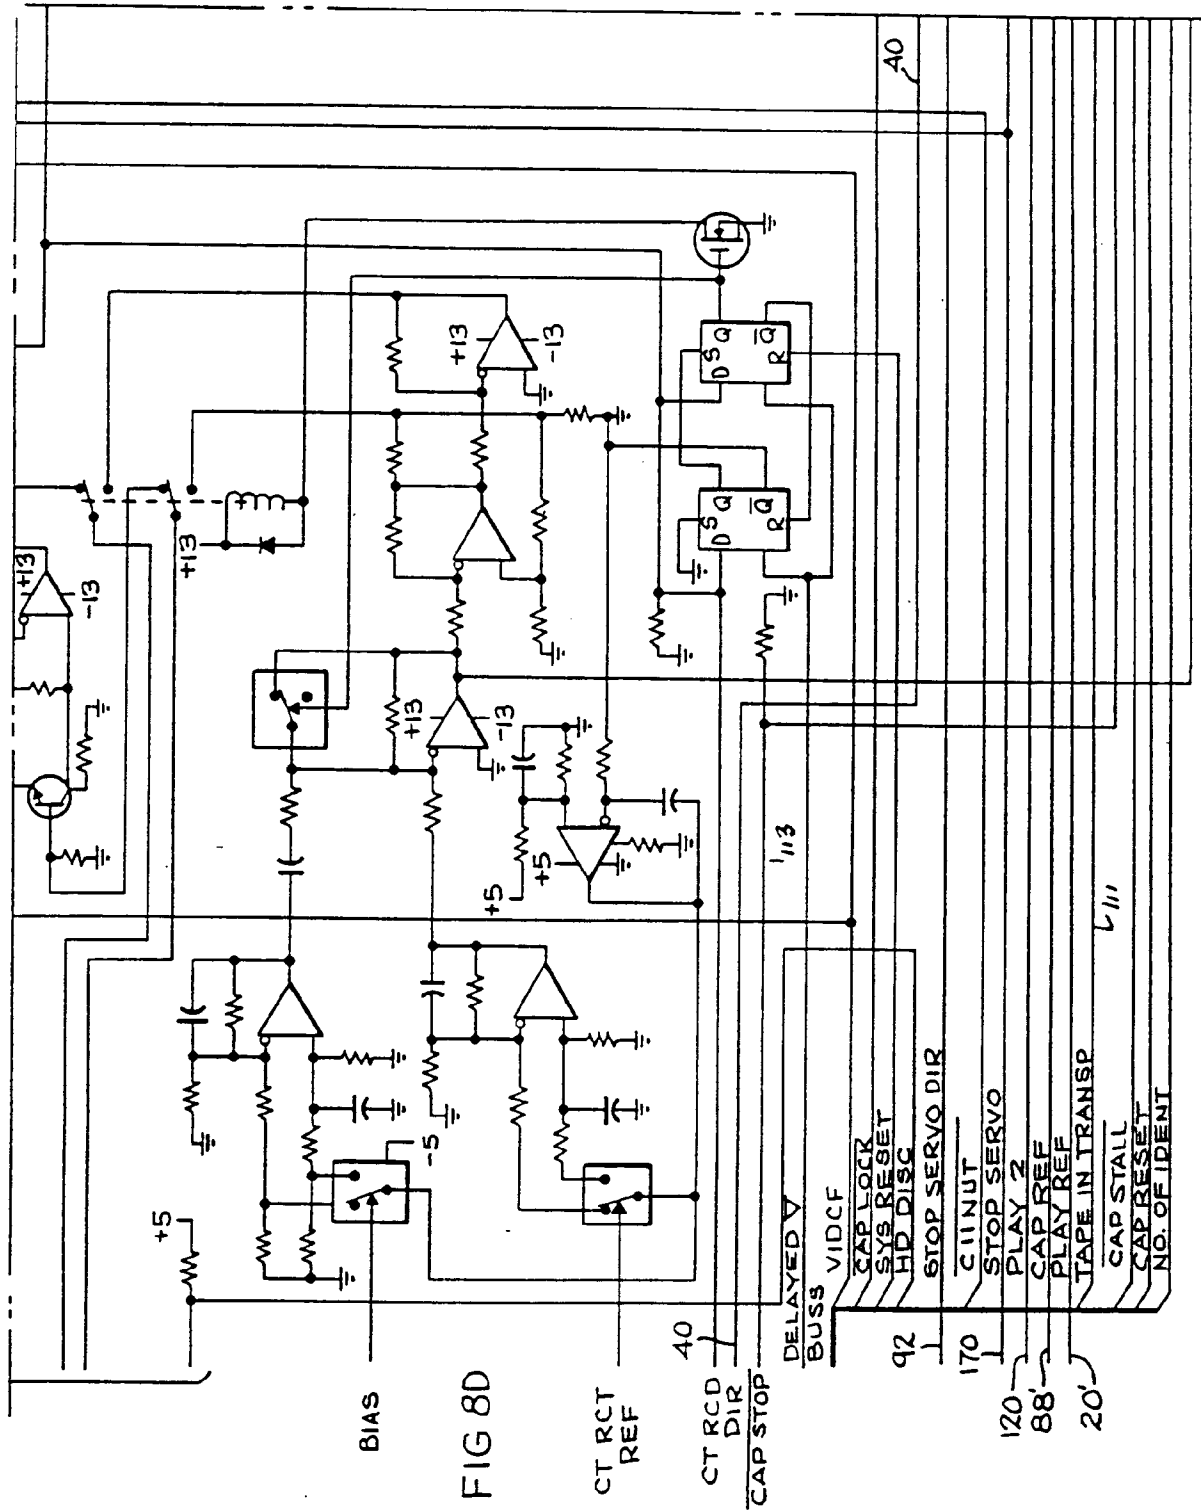 +13
-13
+13
+13
-13
+13
-13
D S Q
Q̅
R
D S Q
Q̅
R
40
+5
+5
113
111
+5
-5
BIAS
FIG 8D
CT RCT
REF
CT RCD
40
DIR
CAP STOP
DELAYED ∇
BUSS
VIDCF
CAP LOCK
SYS RESET
HD DISC
92
STOP SERVO DIR
C11NUT
170
STOP SERVO
PLAY 2
120
CAP REF
88'
PLAY REF
20'
TAPE IN TRANSP
CAP STALL
CAP RESET
NO. OF IDENT